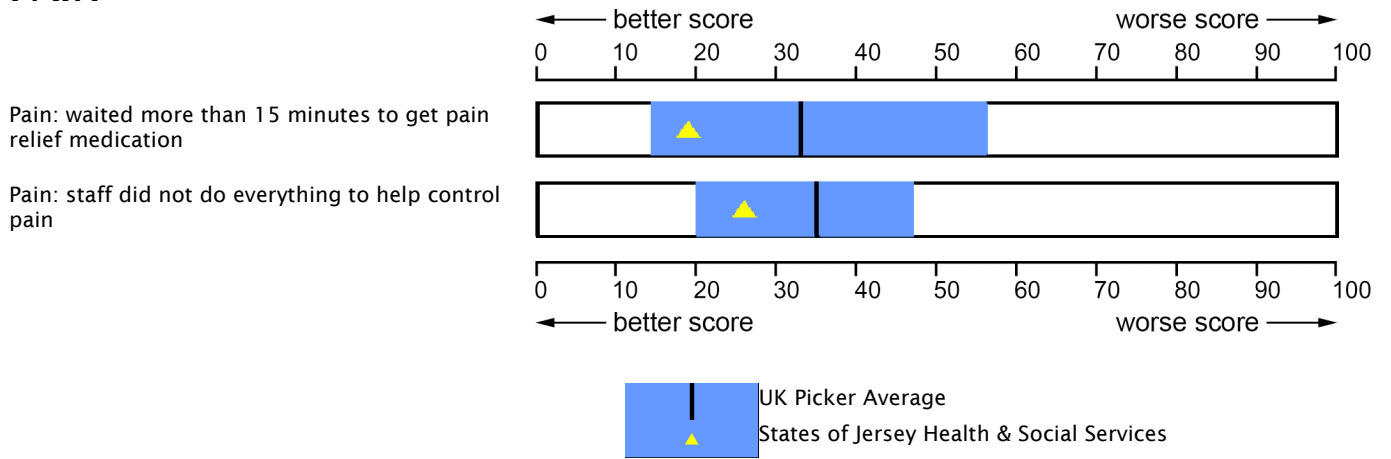 better score worse score
0 10 20 30 40 50 60 70 80 90 100
Pain: waited more than 15 minutes to get pain
relief medication
Pain: staff did not do everything to help control
pain
0 10 20 30 40 50 60 70 80 90 100
better score worse score
UK Picker Average
States of Jersey Health & Social Services